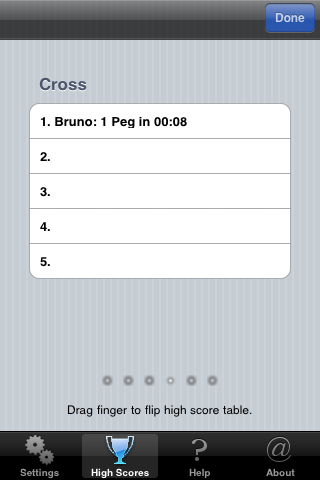 Done
Cross
1. Bruno: 1 Peg in 00:08
2.
3.
4.
5.
Drag finger to flip high score table.
Settings High Scores Help About